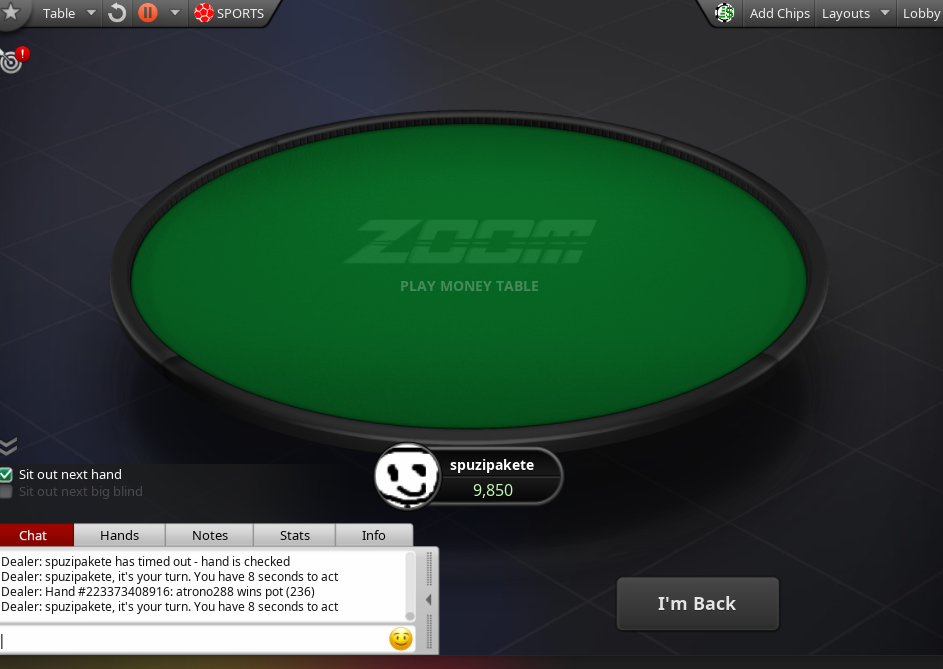 Table
SPORTS
Add Chips
Layouts
Lobby
!
ZOOM
PLAY MONEY TABLE
Sit out next hand
Sit out next big blind
spuzipakete
9,850
Chat
Hands
Notes
Stats
Info
Dealer: spuzipakete has timed out - hand is checked
Dealer: spuzipakete, it's your turn. You have 8 seconds to act
Dealer: Hand #223373408916: atrono288 wins pot (236)
Dealer: spuzipakete, it's your turn. You have 8 seconds to act
I'm Back